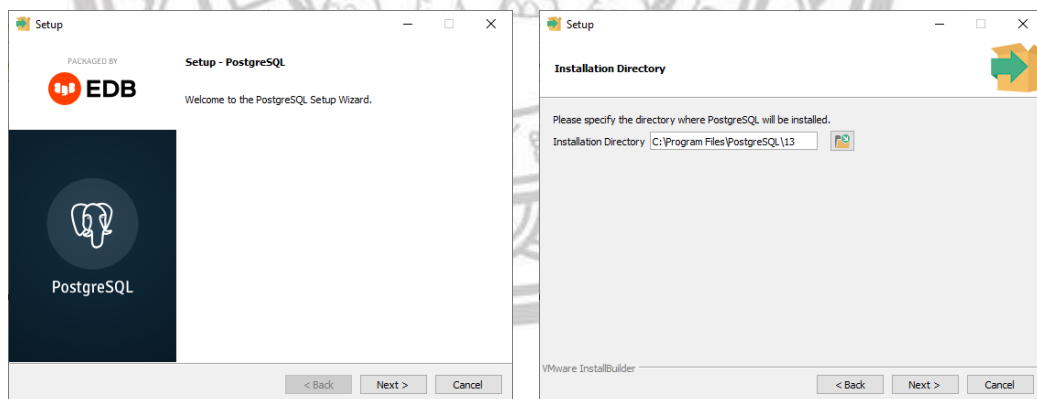 Setup
PACKAGED BY
EDB
Setup - PostgreSQL
Welcome to the PostgreSQL Setup Wizard.
PostgreSQL
< Back
Next >
Cancel
Setup
Installation Directory
Please specify the directory where PostgreSQL will be installed.
Installation Directory C:\Program Files\PostgreSQL\13
VMware InstallBuilder
< Back
Next >
Cancel